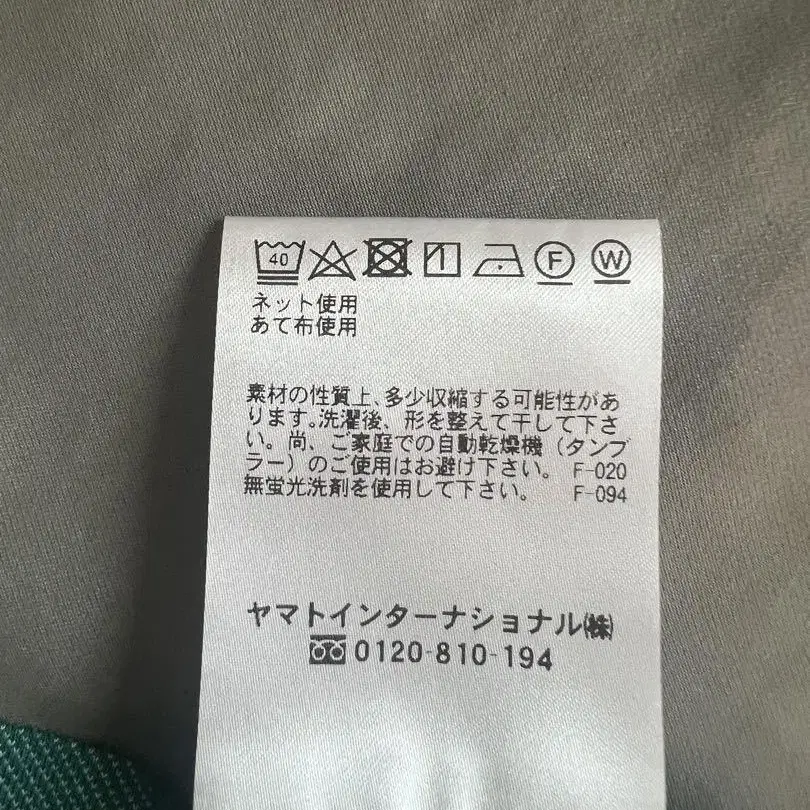 40 F W
ネット使用
あて布使用
素材の性質上、多少収縮する可能性があ
ります。洗濯後、形を整えて干して下さ
い。尚、ご家庭での自動乾燥機（タンブ
ラー）のご使用はお避け下さい。 F-020
無蛍光洗剤を使用して下さい。 F-094
ヤマトインターナショナル㈱
0120-810-194